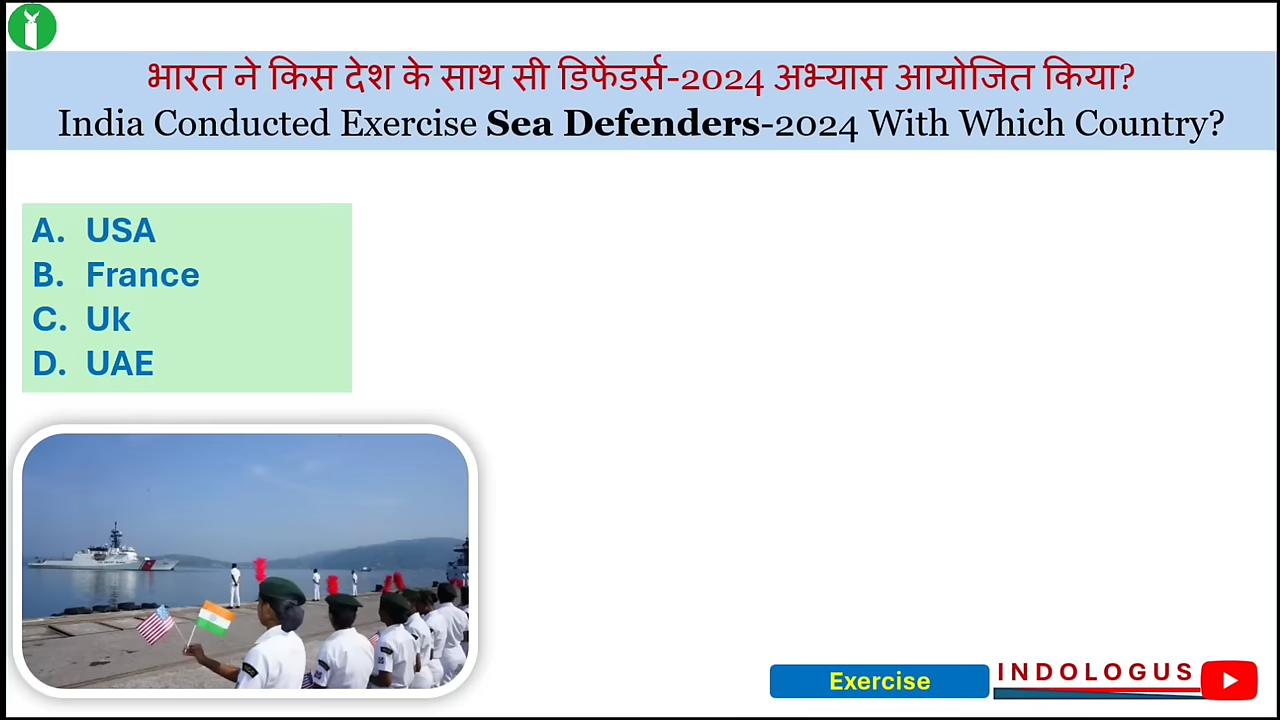 भारत ने किस देश के साथ सी डिफेंडर्स-2024 अभ्यास आयोजित किया?
India Conducted Exercise Sea Defenders-2024 With Which Country?
A. USA
B. France
C. Uk
D. UAE
Exercise
INDOLOGUS